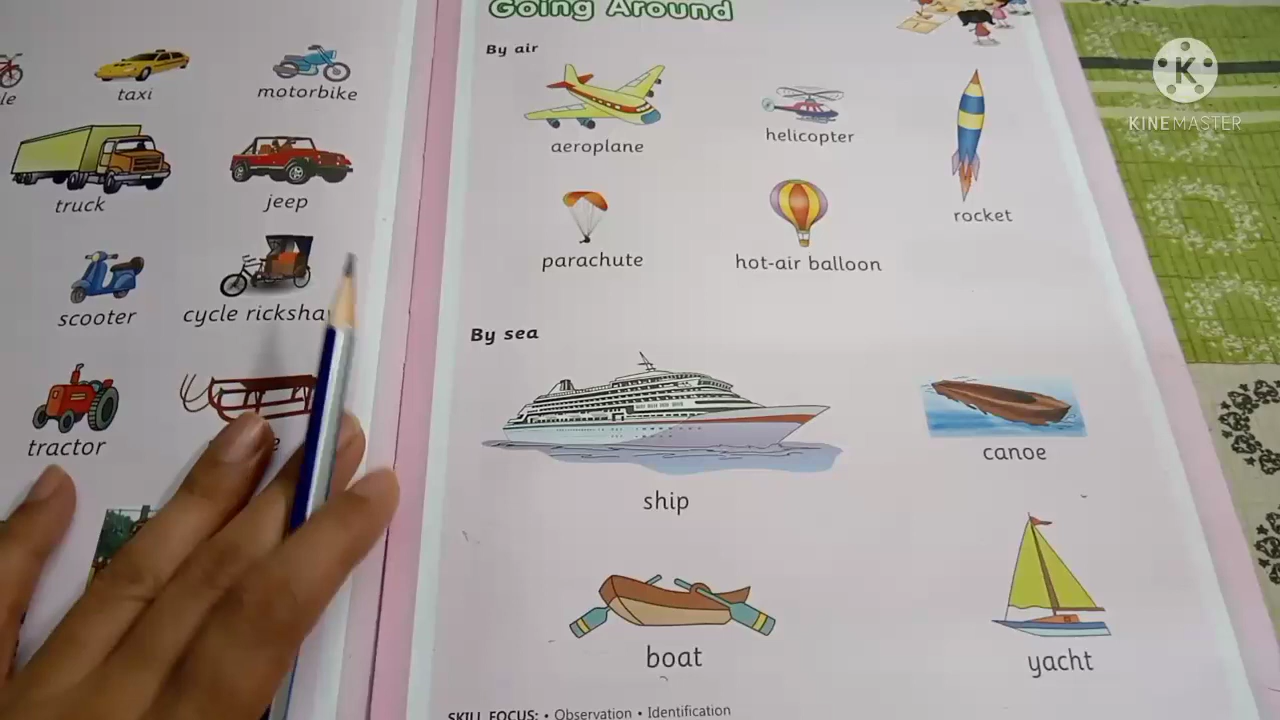 taxi
motorbike
truck
jeep
scooter
cycle ricksha
tractor
Going Around
By air
aeroplane
helicopter
rocket
parachute
hot-air balloon
By sea
ship
canoe
boat
yacht
SKILL FOCUS: • Observation • Identification
K
KINEMASTER